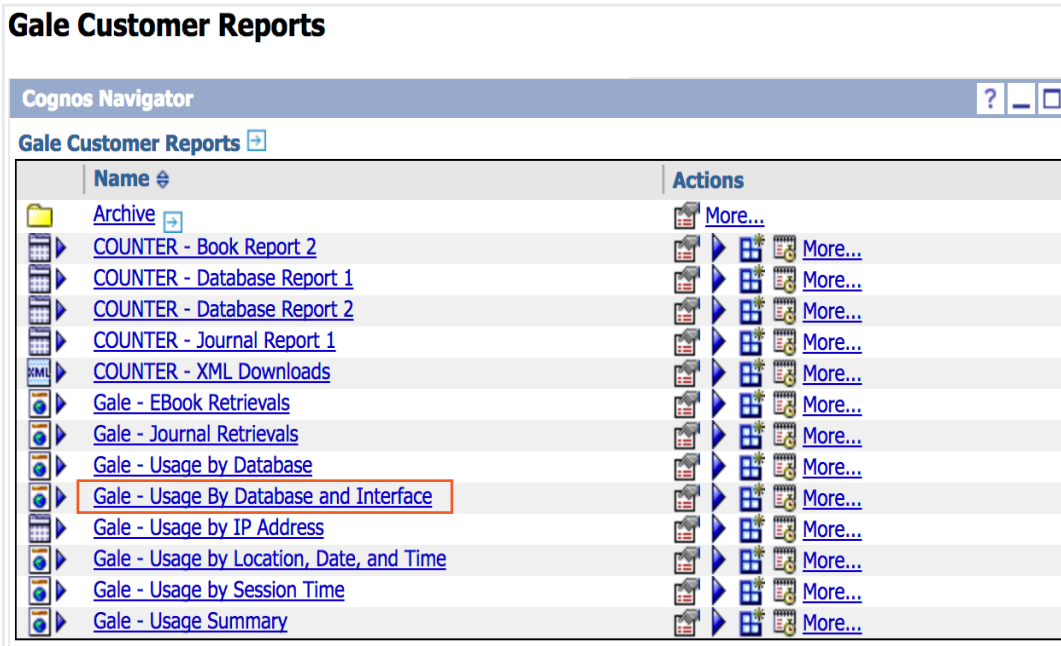 Gale Customer Reports
Cognos Navigator ?
Gale Customer Reports
Name Actions
Archive More...
COUNTER - Book Report 2 More...
COUNTER - Database Report 1 More...
COUNTER - Database Report 2 More...
COUNTER - Journal Report 1 More...
XML COUNTER - XML Downloads More...
Gale - EBook Retrievals More...
Gale - Journal Retrievals More...
Gale - Usage by Database More...
Gale - Usage By Database and Interface More...
Gale - Usage by IP Address More...
Gale - Usage by Location, Date, and Time More...
Gale - Usage by Session Time More...
Gale - Usage Summary More...